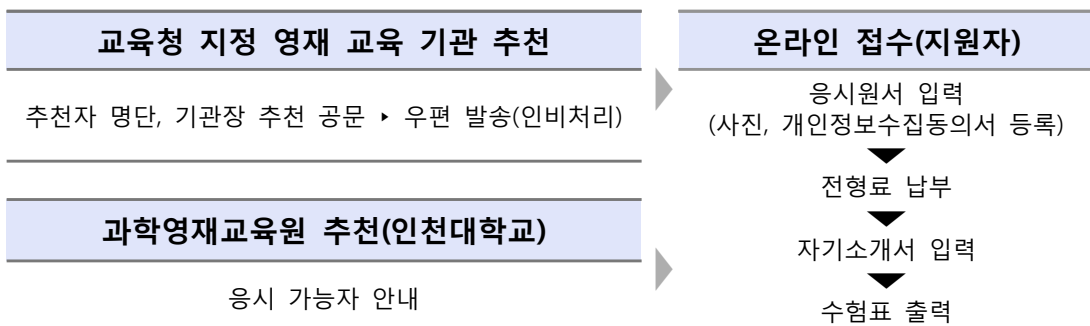 교육청 지정 영재 교육 기관 추천
추천자 명단, 기관장 추천 공문 ▸ 우편 발송(인비처리)
과학영재교육원 추천(인천대학교)
응시 가능자 안내
온라인 접수(지원자)
응시원서 입력
(사진, 개인정보수집동의서 등록)
전형료 납부
자기소개서 입력
수험표 출력